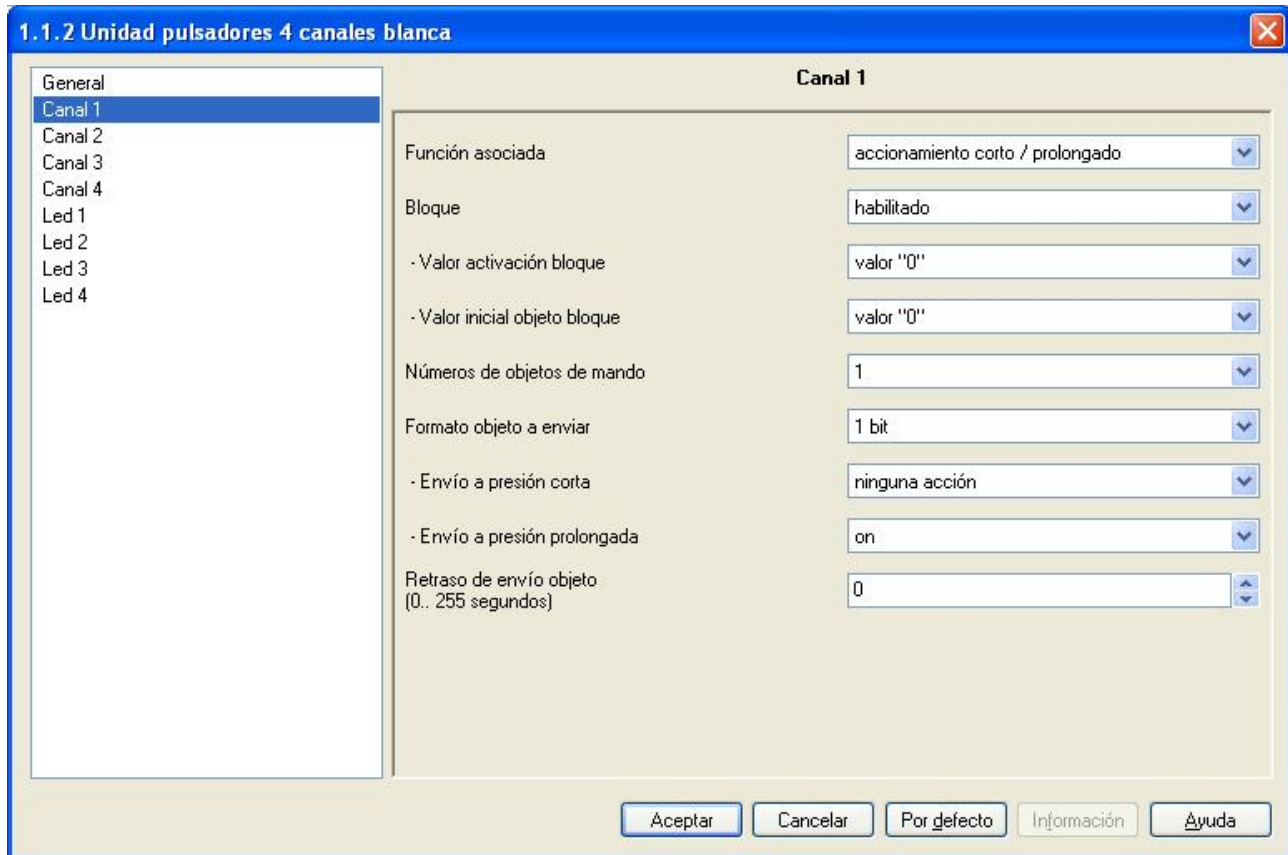 1.1.2 Unidad pulsadores 4 canales blanca
General
Canal 1
Canal 2
Canal 3
Canal 4
Led 1
Led 2
Led 3
Led 4
Canal 1
Función asociada
accionamiento corto / prolongado
Bloque
habilitado
- Valor activación bloque
valor "0"
- Valor inicial objeto bloque
valor "0"
Números de objetos de mando
1
Formato objeto a enviar
1 bit
- Envío a presión corta
ninguna acción
- Envío a presión prolongada
on
Retraso de envío objeto
(0.. 255 segundos)
0
Aceptar
Cancelar
Por defecto
Información
Ayuda